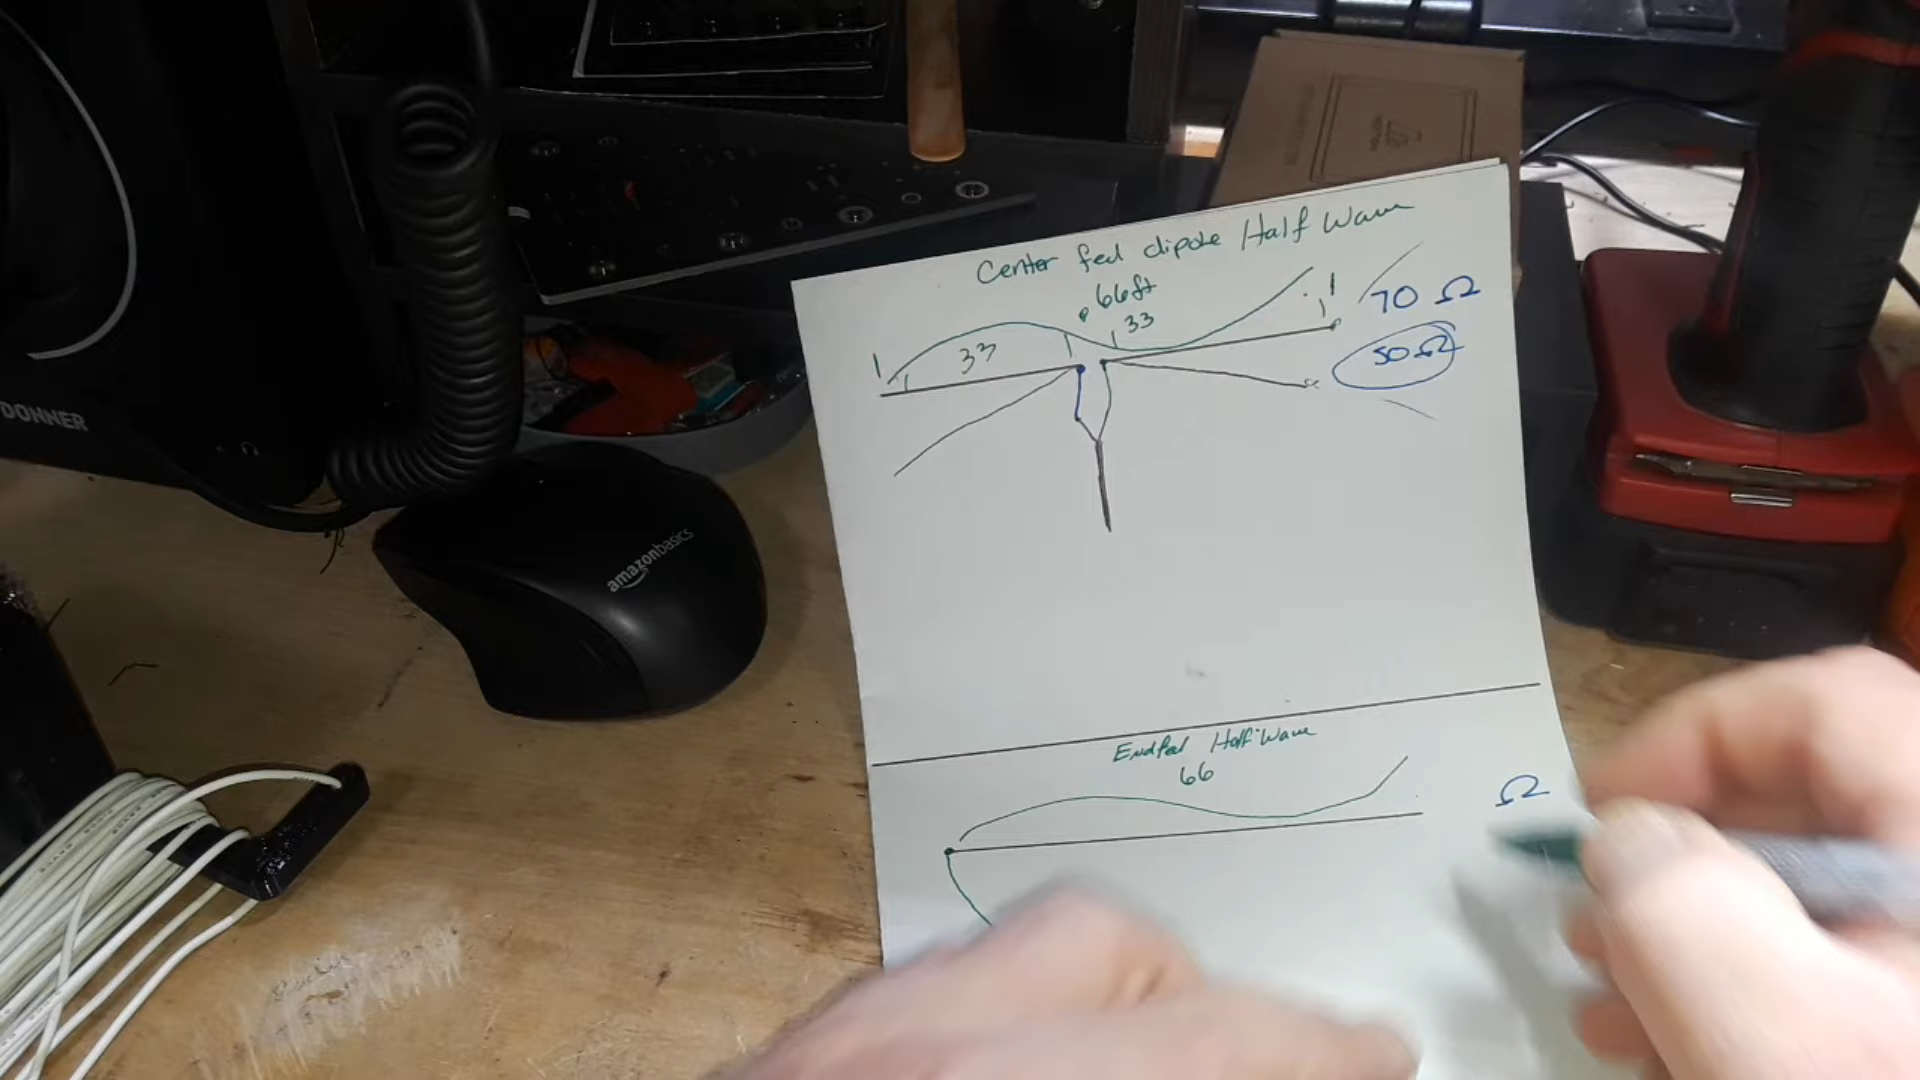 Center fed dipole Half Wave
66ft
33
33
70 Ω
50 Ω
Endfed Half Wave
66
Ω
DONNER
amazonbasics